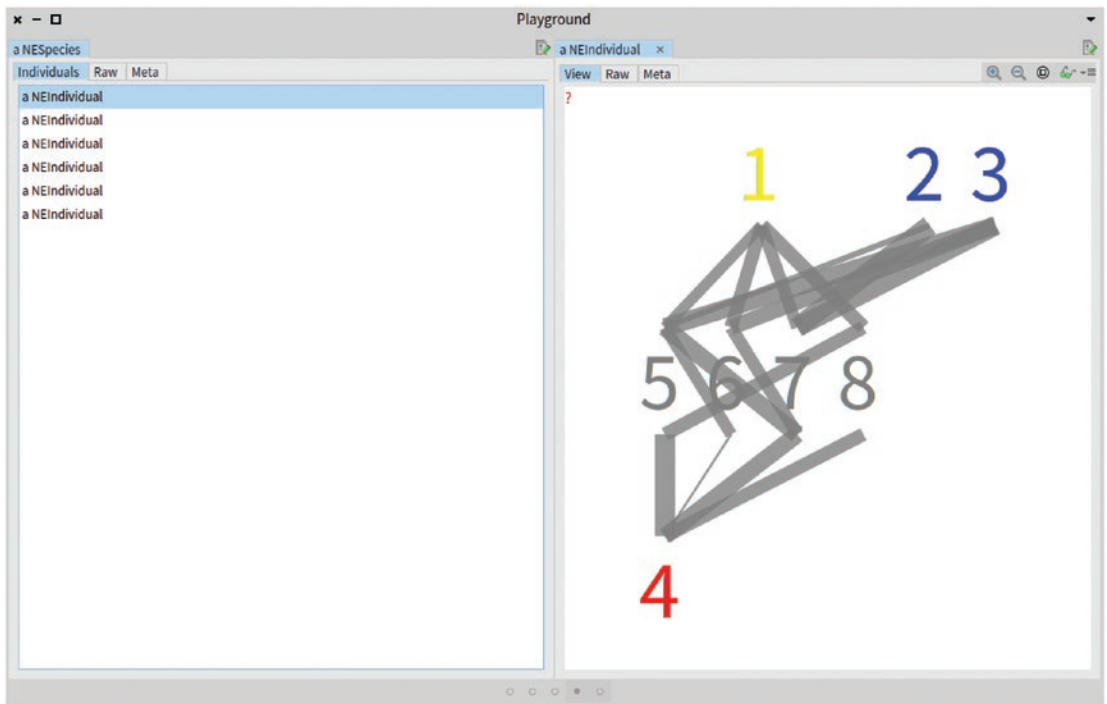 Playground
a NESpecies
Individuals Raw Meta
a NEIndividual
a NEIndividual
a NEIndividual
a NEIndividual
a NEIndividual
a NEIndividual
a NEIndividual ×
View Raw Meta
?
1 2 3
5 6 7 8
4